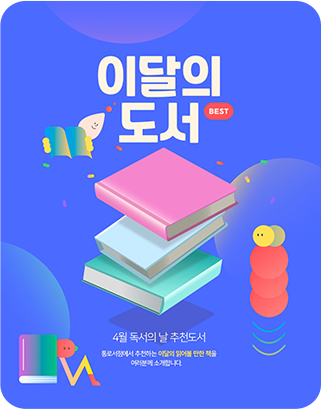 이달의
도서
BEST
4월 독서의 날 추천도서
통로서점에서 추천하는 이달의 읽어볼 만한 책을
여러분께 소개합니다.